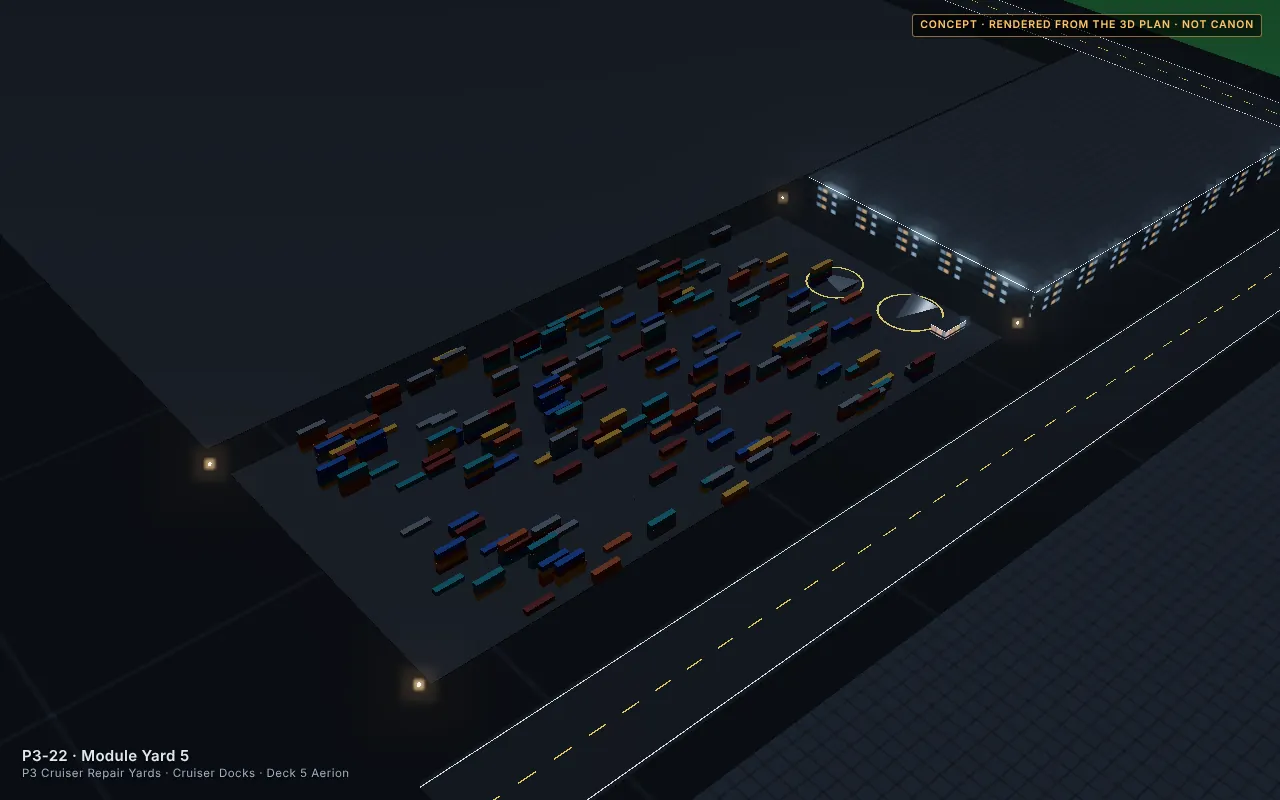 CONCEPT · RENDERED FROM THE 3D PLAN · NOT CANON
P3-22 · Module Yard 5
P3 Cruiser Repair Yards · Cruiser Docks · Deck 5 Aerion